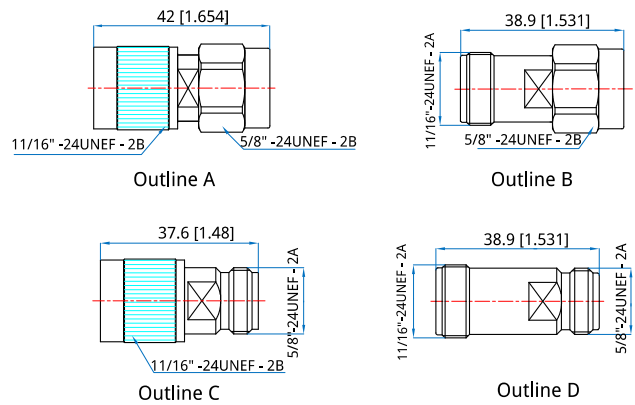 42 [1.654]
11/16" -24UNEF - 2B
5/8" -24UNEF - 2B
Outline A
38.9 [1.531]
11/16"-24UNEF - 2A
5/8" -24UNEF - 2B
Outline B
37.6 [1.48]
5/8"-24UNEF - 2A
11/16" -24UNEF - 2B
Outline C
38.9 [1.531]
11/16"-24UNEF - 2A
5/8"-24UNEF - 2A
Outline D